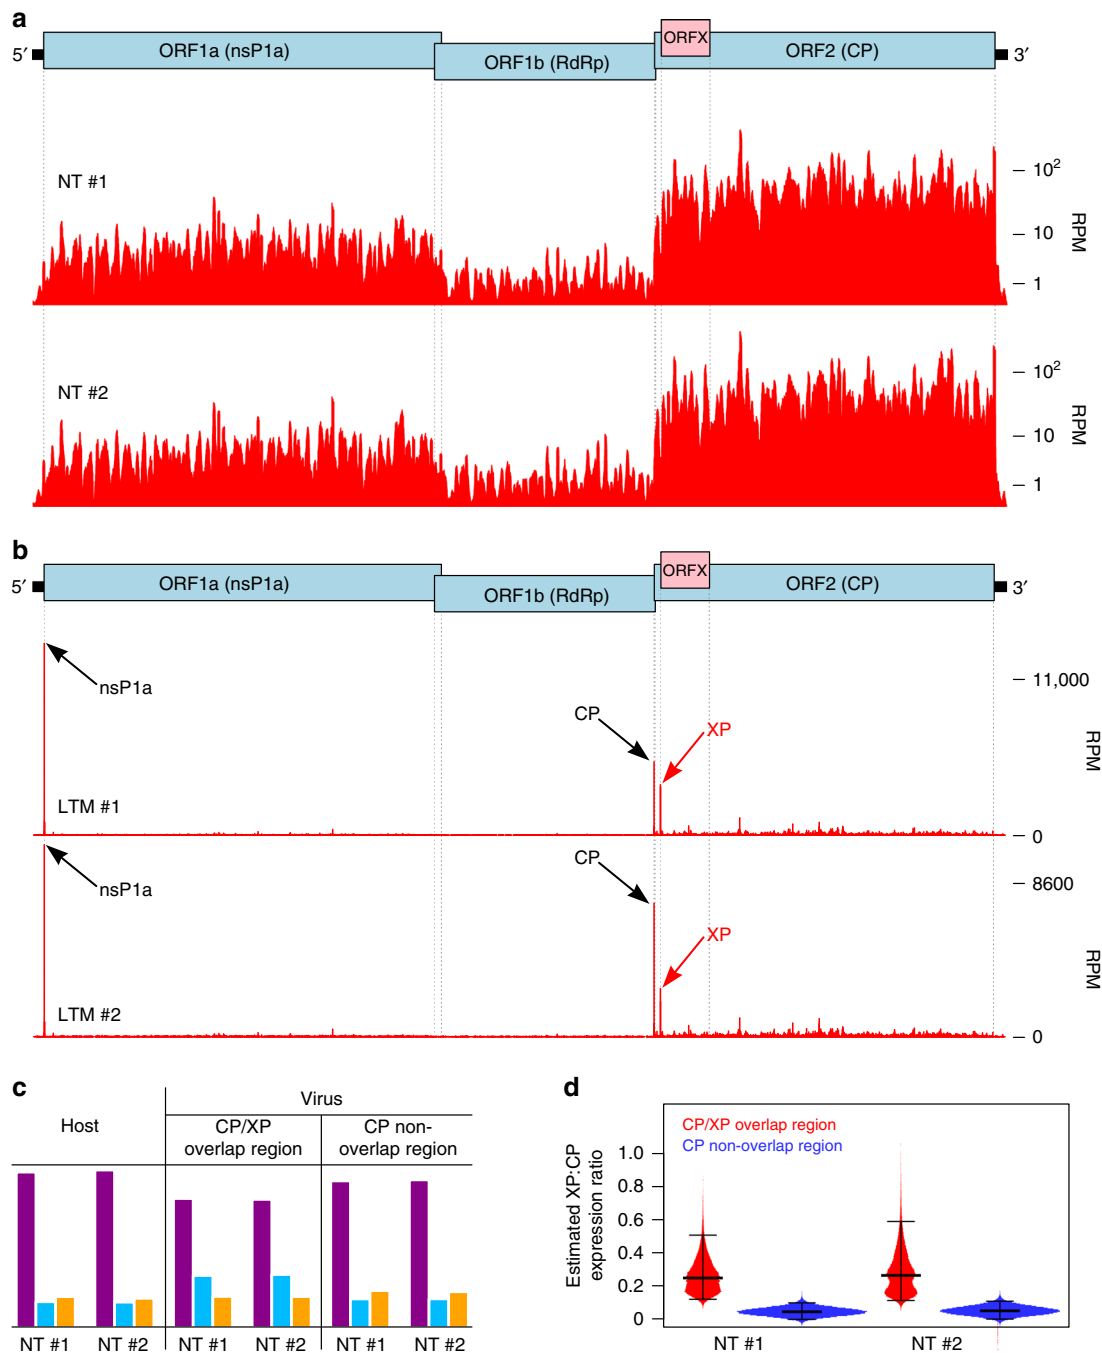 a
5′ ORF1a (nsP1a) ORF1b (RdRp) ORFX ORF2 (CP) 3′
NT #1
10²
10
1
RPM
NT #2
10²
10
1
RPM
b
5′ ORF1a (nsP1a) ORF1b (RdRp) ORFX ORF2 (CP) 3′
nsP1a
CP
XP
LTM #1
11,000
0
RPM
nsP1a
CP
XP
LTM #2
8600
0
RPM
c
Host
Virus
CP/XP
overlap region
CP non-
overlap region
NT #1 NT #2 NT #1 NT #2 NT #1 NT #2
d
CP/XP overlap region
CP non-overlap region
Estimated XP:CP
expression ratio
1.0
0.8
0.6
0.4
0.2
0
NT #1 NT #2